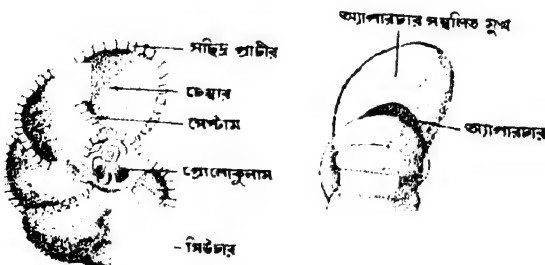 সছিদ্র প্রাচীর
চেম্বার
সেপ্টাম
প্রোলোকুলাস
সিউচার
অ্যাপারচার সম্বলিত মুখ
অ্যাপারচার